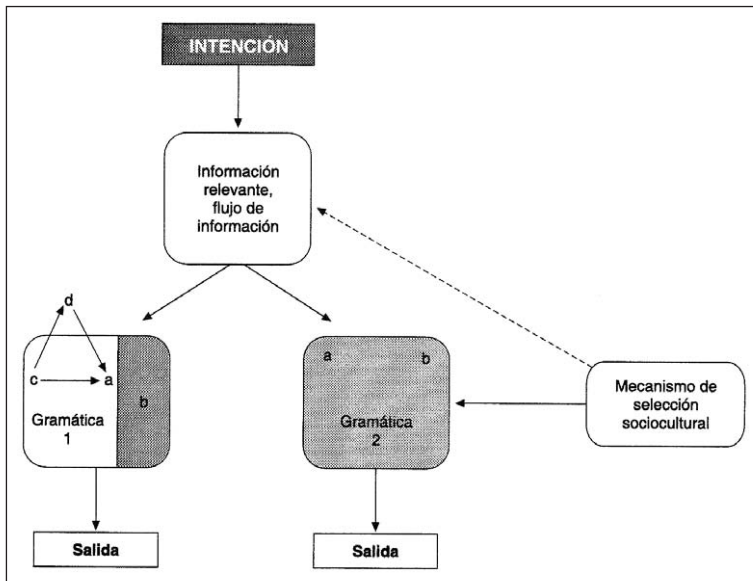 INTENCIÓN
Información
relevante,
flujo de
información
d
c
a
b
Gramática
1
a
b
Gramática
2
Mecanismo de
selección
sociocultural
Salida
Salida